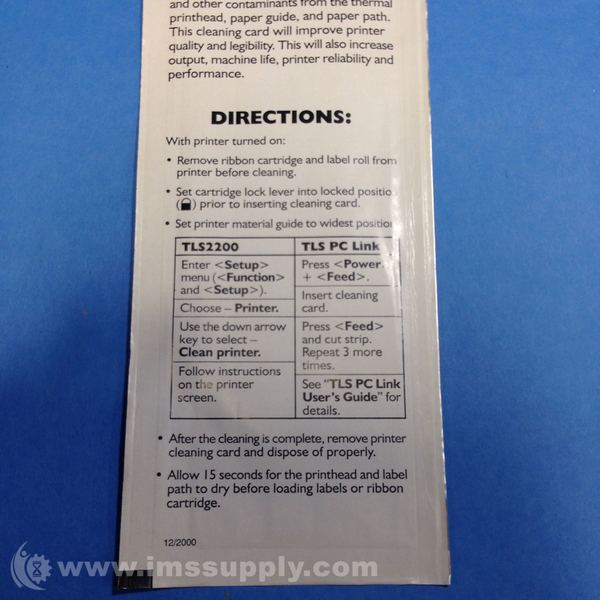 and other contaminants from the thermal
printhead, paper guide, and paper path.
This cleaning card will improve printer
quality and legibility. This will also increase
output, machine life, printer reliability and
performance.
DIRECTIONS:
With printer turned on:
• Remove ribbon cartridge and label roll from
printer before cleaning.
• Set cartridge lock lever into locked positio
( ) prior to inserting cleaning card.
• Set printer material guide to widest position
TLS2200
Enter <Setup>
menu (<Function>
and <Setup>).
Choose – Printer.
Use the down arrow
key to select –
Clean printer.
Follow instructions
on the printer
screen.
TLS PC Link
Press <Power>
+ <Feed>.
Insert cleaning
card.
Press <Feed>
and cut strip.
Repeat 3 more
times.
See "TLS PC Link
User's Guide" for
details.
• After the cleaning is complete, remove printer
cleaning card and dispose of properly.
• Allow 15 seconds for the printhead and label
path to dry before loading labels or ribbon
cartridge.
12/2000
www.imssupply.com